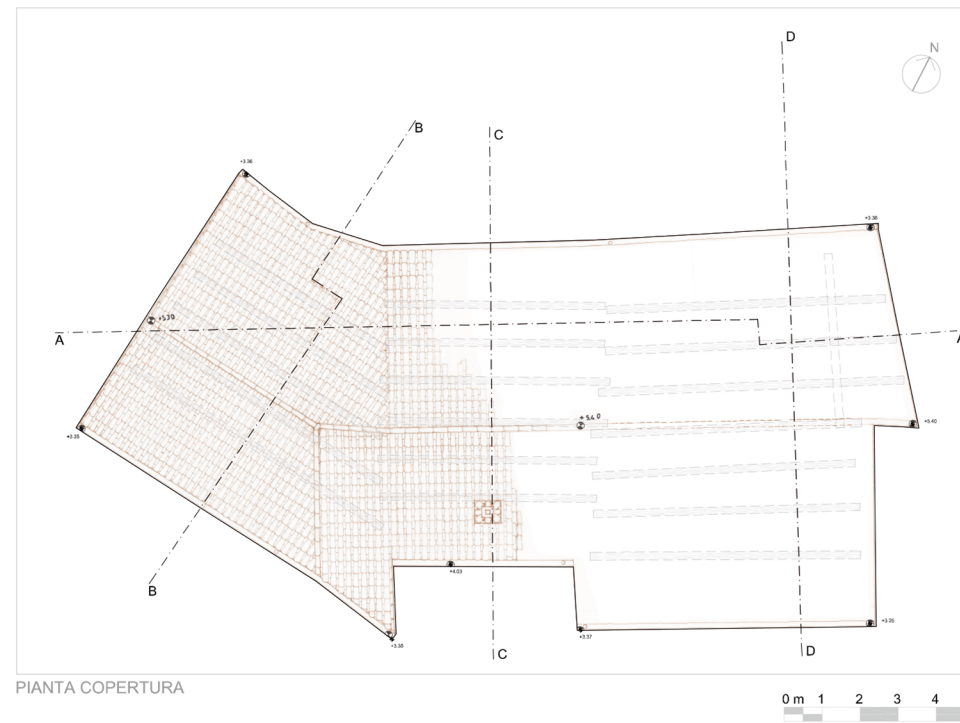 D
N
B
C
+3.36
+3.36
+5.30
A
A
+5.40
+3.35
+5.40
+4.03
B
+3.25
+3.37
+3.35
C
D
PIANTA COPERTURA
0 m 1 2 3 4